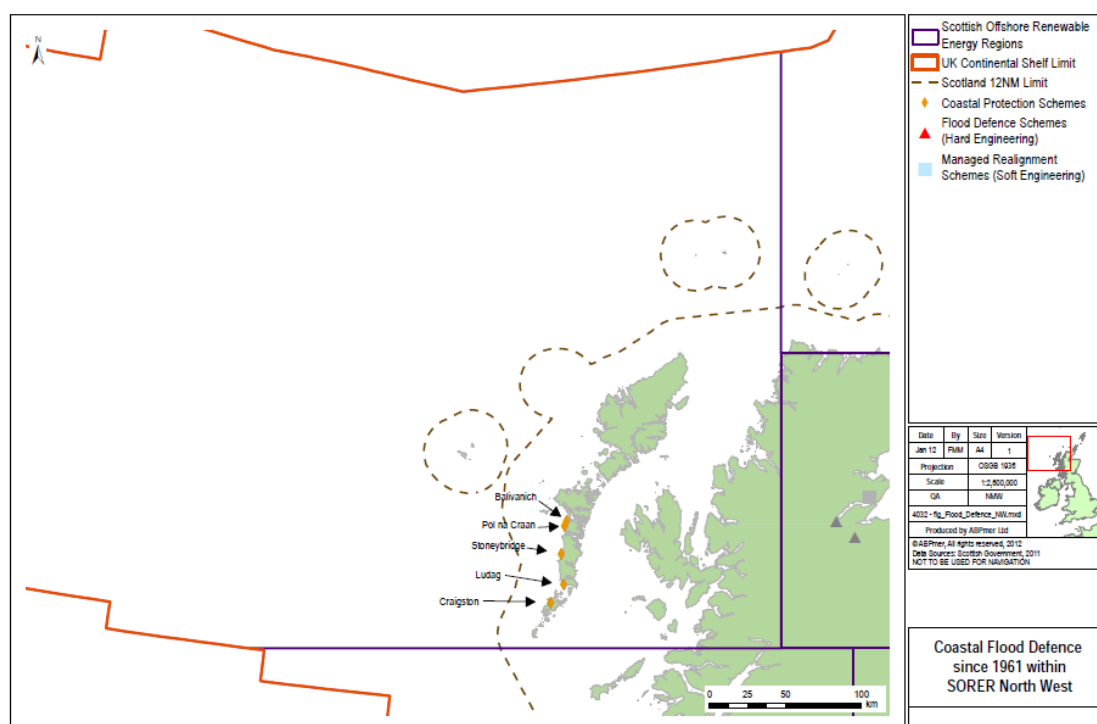 N
Balivanich
Pol na Craan
Stoneybridge
Ludag
Craigston
0 25 50 100
km
Scottish Offshore Renewable
Energy Regions
UK Continental Shelf Limit
Scotland 12NM Limit
Coastal Protection Schemes
Flood Defence Schemes
(Hard Engineering)
Managed Realignment
Schemes (Soft Engineering)
Date By Size Version
Jan 12 FMM A4 1
Projection OSGB 1936
Scale 1:2,600,000
QA NMW
4032 - fig_Flood_Defence_NW.mxd
Produced by ABPmer Ltd
© ABPmer, All rights reserved, 2012
Data Sources: Scottish Government, 2011
NOT TO BE USED FOR NAVIGATION
Coastal Flood Defence
since 1961 within
SORER North West